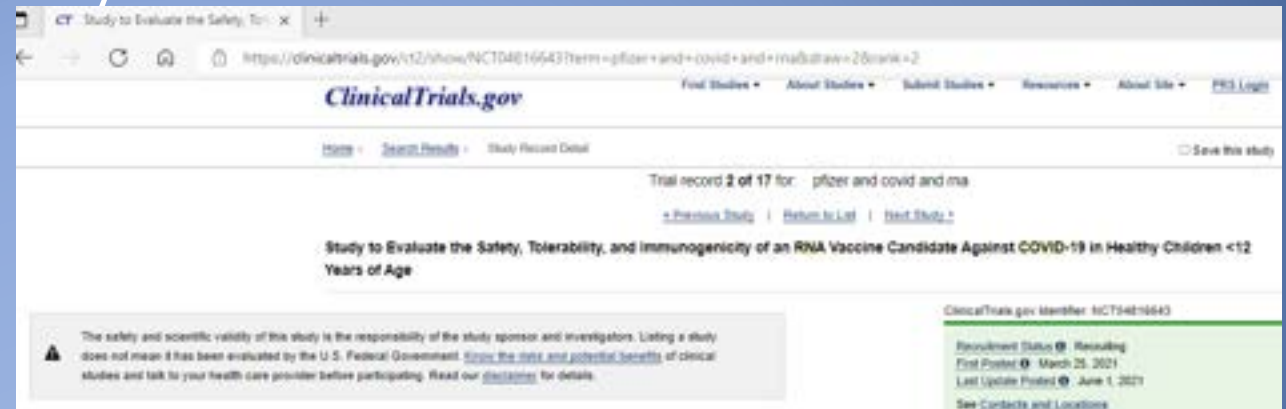 CT Study to Evaluate the Safety, Tol
https://clinicaltrials.gov/ct2/show/NCT04816643?term=pfizer+and+covid+and+rna&draw=2&rank=2
ClinicalTrials.gov
Find Studies About Studies Submit Studies Resources About Site PRS Login
Home Search Results Study Record Detail Save this study
Trial record 2 of 17 for: pfizer and covid and rna
Previous Study | Return to List | Next Study
Study to Evaluate the Safety, Tolerability, and Immunogenicity of an RNA Vaccine Candidate Against COVID-19 in Healthy Children <12
Years of Age
The safety and scientific validity of this study is the responsibility of the study sponsor and investigators. Listing a study
does not mean it has been evaluated by the U.S. Federal Government. Know the risks and potential benefits of clinical
studies and talk to your health care provider before participating. Read our disclaimer for details.
ClinicalTrials.gov Identifier: NCT04816643
Recruitment Status : Recruiting
First Posted : March 25, 2021
Last Update Posted : June 1, 2021
See Contacts and Locations